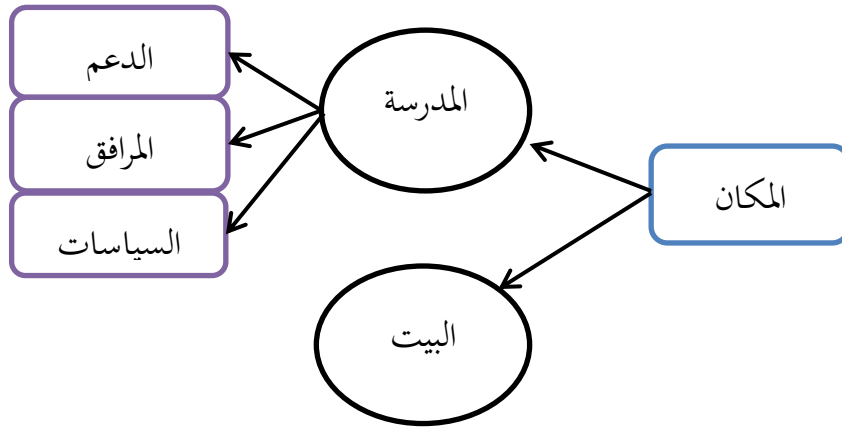 المكان
المدرسة
البيت
الدعم
المرافق
السياسات